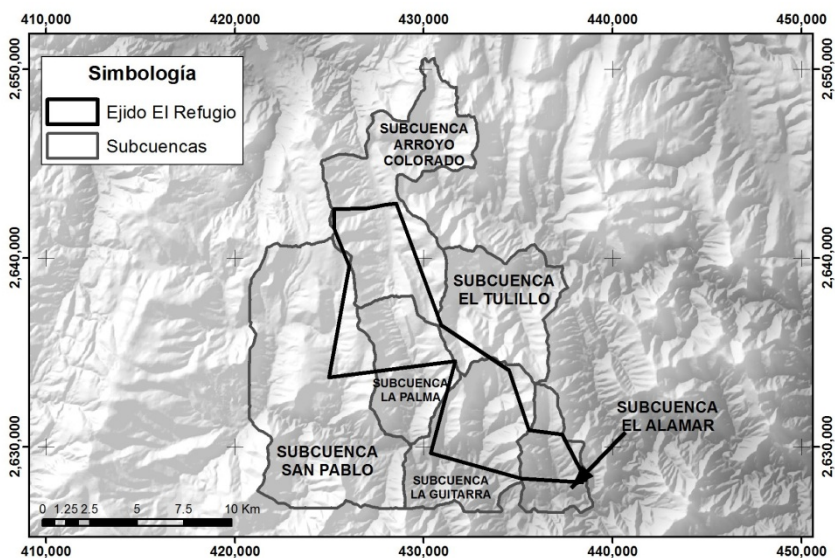 410,000 420,000 430,000 440,000 450,000
2,650,000 2,650,000
Simbología
Ejido El Refugio
Subcuencas
SUBCUENCA
ARROYO
COLORADO
2,640,000 2,640,000
SUBCUENCA
EL TULILLO
SUBCUENCA
LA PALMA
SUBCUENCA
EL ALAMAR
2,630,000 2,630,000
SUBCUENCA
SAN PABLO
SUBCUENCA
LA GUITARRA
0 1.25 2.5 5 7.5 10 Km
410,000 420,000 430,000 440,000 450,000